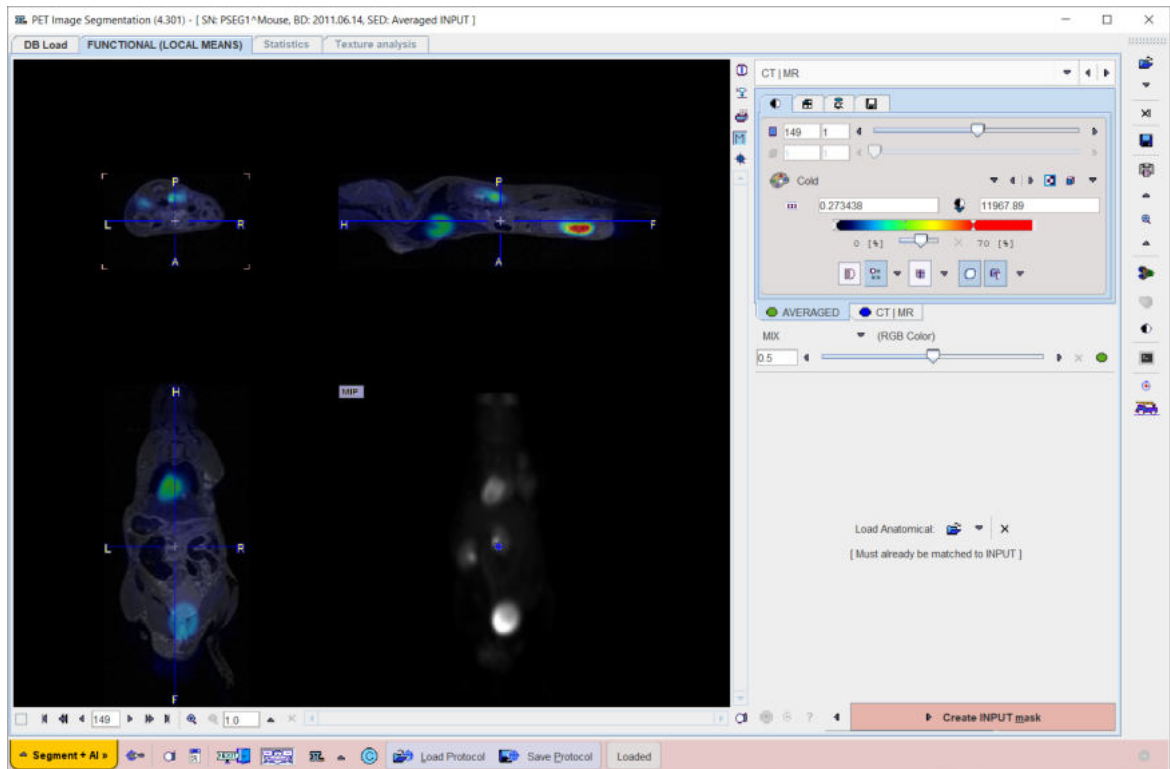 PET Image Segmentation (4.301) - [ SN: PSEG1^Mouse, BD: 2011.06.14, SED: Averaged INPUT ]
DB Load FUNCTIONAL (LOCAL MEANS) Statistics Texture analysis
CT | MR
149 1
1 1
Cold
0.273438 11967.89
0 [%] 70 [%]
AVERAGED CT | MR
MIX (RGB Color)
0.5
P
L R
A
P
H F
A
H
L R
F
MIP
Load Anatomical:
[ Must already be matched to INPUT ]
149 1.0
Create INPUT mask
Segment + AI » Load Protocol Save Protocol Loaded